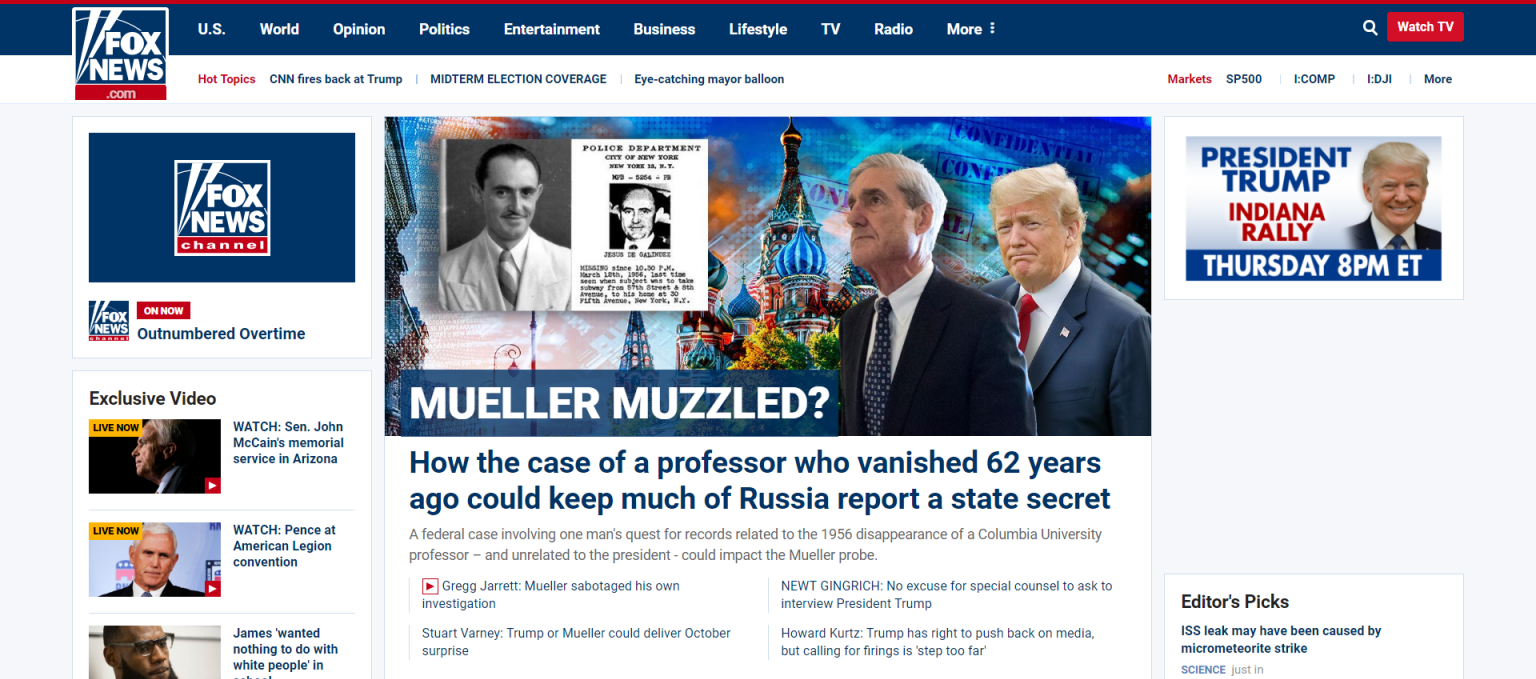 FOX
NEWS
.com
U.S. World Opinion Politics Entertainment Business Lifestyle TV Radio More
Watch TV
Hot Topics CNN fires back at Trump MIDTERM ELECTION COVERAGE Eye-catching mayor balloon
Markets SP500 I:COMP I:DJI More
FOX
NEWS
channel
FOX
NEWS
channel
ON NOW
Outnumbered Overtime
Exclusive Video
LIVE NOW
WATCH: Sen. John
McCain's memorial
service in Arizona
LIVE NOW
WATCH: Pence at
American Legion
convention
James 'wanted
nothing to do with
white people' in
POLICE DEPARTMENT
CITY OF NEW YORK
NEW YORK 13, N.Y.
MPB - 5264 - PB
JESUS DE GALINDEZ
MISSING since 10.30 P.M.
March 12th, 1956, last time
seen when subject was to take
subway from 57th Street & 8th
Avenue, to his home at 30
Fifth Avenue, New York, N.Y.
CONFIDENTIAL
MUELLER MUZZLED?
How the case of a professor who vanished 62 years
ago could keep much of Russia report a state secret
A federal case involving one man's quest for records related to the 1956 disappearance of a Columbia University
professor – and unrelated to the president - could impact the Mueller probe.
Gregg Jarrett: Mueller sabotaged his own
investigation
NEWT GINGRICH: No excuse for special counsel to ask to
interview President Trump
Stuart Varney: Trump or Mueller could deliver October
surprise
Howard Kurtz: Trump has right to push back on media,
but calling for firings is 'step too far'
PRESIDENT
TRUMP
INDIANA
RALLY
THURSDAY 8PM ET
Editor's Picks
ISS leak may have been caused by
micrometeorite strike
SCIENCE just in